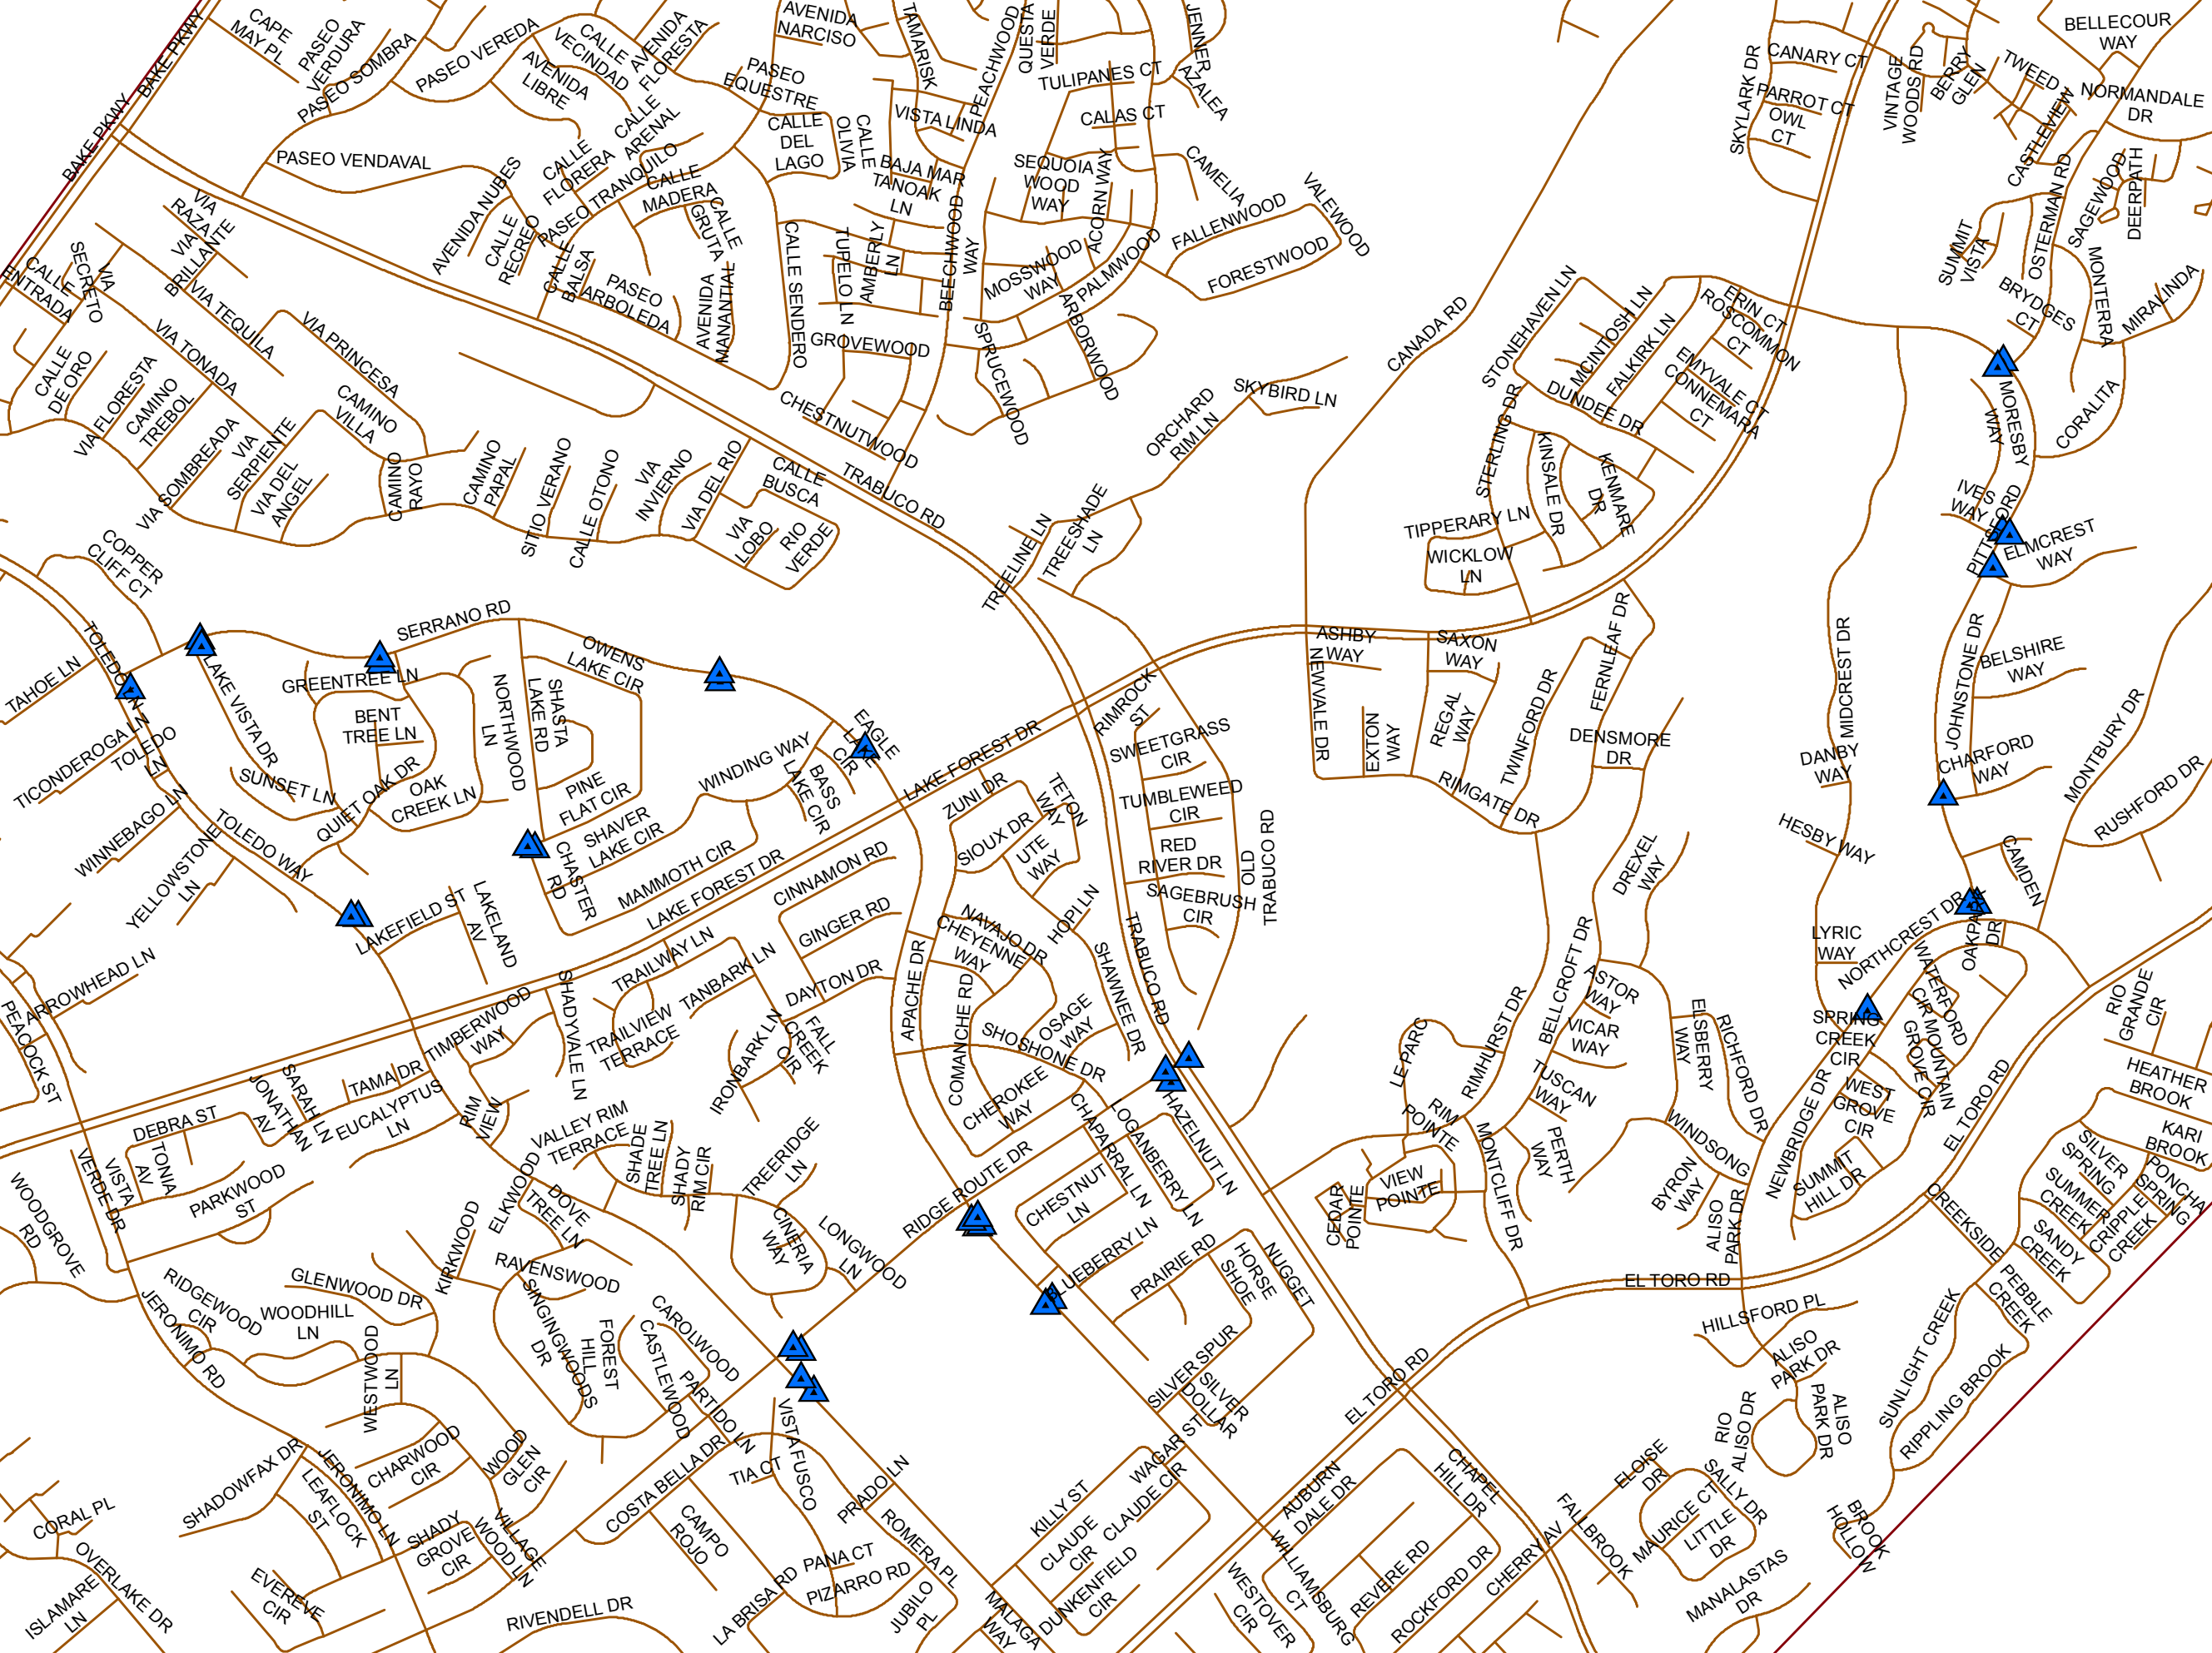 CAPE
MAY PL
PASEO
VERDURA
PASEO SOMBRA
PASEO VEREDA
CALLE
VECINDAD
AVENIDA
LIBRE
AVENIDA
FLORESTA
AVENIDA
NARCISO
TAMARISK
PEACHWOOD
QUESTA
VERDE
JENNER
AZALEA
TULIPANES CT
CALAS CT
VISTA LINDA
PASEO
EQUESTRE
CALLE
DEL
LAGO
OLIVIA
CALLE
BAJA MAR
TANOAK
LN
SEQUOIA
WOOD
WAY
ACORN WAY
CAMELIA
VALEWOOD
FALLENWOOD
FORESTWOOD
PALMWOOD
MOSSWOOD
WAY
ARBORWOOD
SPRUCEWOOD
BEECHWOOD
WAY
AMBERLY
LN
TUPELO LN
GROVEWOOD
CALLE SENDERO
CHESTNUTWOOD
BAKE PKWY
BAKE PKWY
PASEO VENDAVAL
AVENIDA NUBES
CALLE
FLORERA
CALLE
ARENAL
PASEO TRANQUILO
CALLE
MADERA
CALLE
GRUTA
CALLE
RECREO
CALLE
BALSA
PASEO
ARBOLEDA
AVENIDA
MANANTIAL
VIA
RAZA
VIA
BRILLANTE
VIA
SECRETO
CALLE
ENTRADA
VIA TEQUILA
VIA TONADA
VIA PRINCESA
CALLE
DE ORO
VIA FLORESTA
CAMINO
TREBOL
VIA SOMBREADA
VIA
SERPIENTE
VIA DEL
ANGEL
CAMINO
VILLA
CAMINO
RAYO
CAMINO
PAPAL
SITIO VERANO
CALLE OTONO
VIA
INVIERNO
VIA DEL RIO
CALLE
BUSCA
VIA
LOBO
RIO
VERDE
TRABUCO RD
TREELINE LN
TREESHADE
LN
ORCHARD
RIM LN
SKYBIRD LN
CANADA RD
SKYLARK DR
CANARY CT
PARROT CT
OWL
CT
VINTAGE
WOODS RD
BERRY
GLEN
TWEED
BELLECOUR
WAY
NORMANDALE
DR
CASTLEVIEW
OSTERMAN RD
SAGEWOOD
DEERPATH
SUMMIT
VISTA
BRYDGES
CT
MONTERRA
MIRALINDA
CORALITA
MORESBY
WAY
IVES
WAY
PITTSFORD
ELMCREST
WAY
STONEHAVEN LN
MCINTOSH LN
FALKIRK LN
ERIN CT
ROSCOMMON
CT
EMYVALE CT
CONNEMARA
CT
DUNDEE DR
STERLING DR
KINSALE DR
KENMARE
DR
TIPPERARY LN
WICKLOW
LN
COPPER
CLIFF CT
TOLEDO LN
TOLEDO
LN
TAHOE LN
TICONDEROGA LN
WINNEBAGO LN
YELLOWSTONE
LN
TOLEDO WAY
ARROWHEAD LN
PEACOCK ST
SERRANO RD
LAKE VISTA DR
GREENTREE LN
BENT
TREE LN
SUNSET LN
QUIET OAK DR
OAK
CREEK LN
NORTHWOOD
LN
SHASTA
LAKE RD
OWENS
LAKE CIR
PINE
FLAT CIR
SHAVER
LAKE CIR
CHASTER
RD
MAMMOTH CIR
WINDING WAY
BASS
LAKE CIR
EAGLE
LAKE
CIR
LAKE FOREST DR
LAKE FOREST DR
LAKEFIELD ST
LAKELAND
AV
RIMROCK
ST
SWEETGRASS
CIR
TUMBLEWEED
CIR
RED
RIVER DR
SAGEBRUSH
CIR
OLD
TRABUCO RD
ZUNI DR
SIOUX DR
TETON
WAY
UTE
WAY
HOPI LN
NAVAJO DR
CHEYENNE
WAY
SHAWNEE DR
TRABUCO RD
OSAGE
WAY
SHOSHONE DR
COMANCHE RD
CHEROKEE
WAY
APACHE DR
CINNAMON RD
GINGER RD
DAYTON DR
TRAILWAY LN
TANBARK LN
TRAILVIEW
TERRACE
IRONBARK LN
FALL
CREEK
CIR
SHADYVALE LN
TIMBERWOOD
WAY
TAMA DR
EUCALYPTUS
LN
SARAH LN
JONATHAN
AV
DEBRA ST
TONIA
AV
VISTA
VERDE DR
PARKWOOD
ST
RIM
VIEW
VALLEY RIM
TERRACE
SHADE
TREE LN
SHADY
RIM CIR
TREERIDGE
LN
CINERIA
WAY
LONGWOOD
LN
RIDGE ROUTE DR
ELKWOOD
DOVE
TREE LN
KIRKWOOD
RAVENSWOOD
SINGINGWOODS
DR
FOREST
HILL
CASTLEWOOD
CAROLWOOD
PARTIDO LN
COSTA BELLA DR
VISTA FUSCO
TIA CT
CAMPO
ROJO
PRADO LN
ROMERA PL
PANA CT
PIZARRO RD
LA BRISA RD
JUBILO
PL
MALAGA
WAY
WOODGROVE
RD
RIDGEWOOD
CIR
GLENWOOD DR
WOODHILL
LN
WESTWOOD
LN
JERONIMO RD
JERONIMO LN
SHADOWFAX DR
LEAFLOCK
ST
CHARWOOD
CIR
WOOD
GLEN
CIR
SHADY
GROVE
CIR
VILLAGE
WOOD LN
CORAL PL
OVERLAKE DR
ISLAMARE
LN
EVEREVE
CIR
RIVENDELL DR
CHAPARRAL LN
LOGANBERRY LN
HAZELNUT LN
CHESTNUT
LN
BLUEBERRY LN
PRAIRIE RD
HORSE
SHOE
NUGGET
SILVER SPUR
SILVER
DOLLAR
WAGAR ST
KILLY ST
CLAUDE
CIR
CLAUDE CIR
DUNKENFIELD
CIR
EL TORO RD
AUBURN
DALE DR
CHAPEL
HILL DR
WILLIAMSBURG
CT
WESTOVER
CIR
REVERE RD
ROCKFORD DR
CHERRY AV
FALLBROOK
ELOISE
DR
SALLY DR
MAURICE CT
LITTLE
DR
MANALASTAS
DR
ASHBY
WAY
SAXON
WAY
NEWVALE DR
EXTON
WAY
REGAL
WAY
RIMGATE DR
TWINFORD DR
FERNLEAF DR
DENSMORE
DR
DREXEL
WAY
BELLCROFT DR
RIMHURST DR
ASTOR
WAY
VICAR
WAY
TUSCAN
WAY
ELSBERRY
WAY
RICHFORD DR
LE PARC
RIM
POINTE
VIEW
POINTE
CEDAR
POINTE
MONTCLIFF DR
PERTH
WAY
WINDSONG
BYRON
WAY
ALISO
PARK DR
EL TORO RD
HILLSFORD PL
ALISO
PARK DR
ALISO
PARK DR
RIO
ALISO DR
MIDCREST DR
DANBY
WAY
HESBY WAY
LYRIC
WAY
JOHNSTONE DR
BELSHIRE
WAY
CHARFORD
WAY
MONTBURY DR
RUSHFORD DR
CAMDEN
NORTHCREST DR
OAKPARK
DR
WATERFORD
CIR
MOUNTAIN
GROVE CIR
SPRING
CREEK
CIR
WEST
GROVE
CIR
NEWBRIDGE DR
SUMMIT
HILL DR
EL TORO RD
RIO
GRANDE
CIR
HEATHER
BROOK
KARI
BROOK
SILVER
SPRING
PONCHA
SPRING
SUMMER
CREEK
CRIPPLE
CREEK
SANDY
CREEK
CREEKSIDE
PEBBLE
CREEK
SUNLIGHT CREEK
RIPPLING BROOK
BROOK
HOLLOW